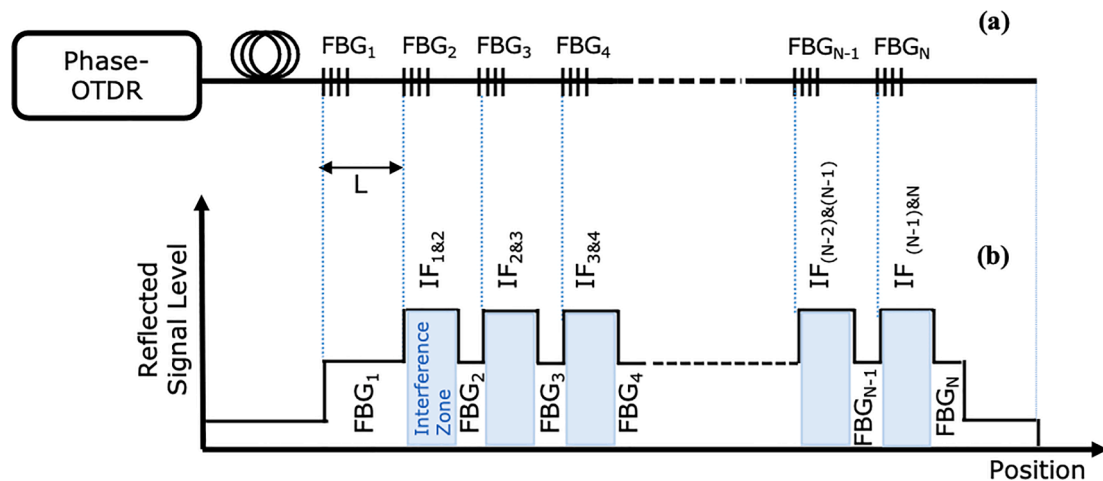 (a)
Phase-
OTDR
FBG1
FBG2
FBG3
FBG4
FBGN-1
FBGN
L
IF1&2
IF2&3
IF3&4
IF(N-2)&(N-1)
IF (N-1)&N
(b)
Reflected
Signal Level
FBG1
Interference
Zone
FBG2
FBG3
FBG4
FBGN-1
FBGN
Position